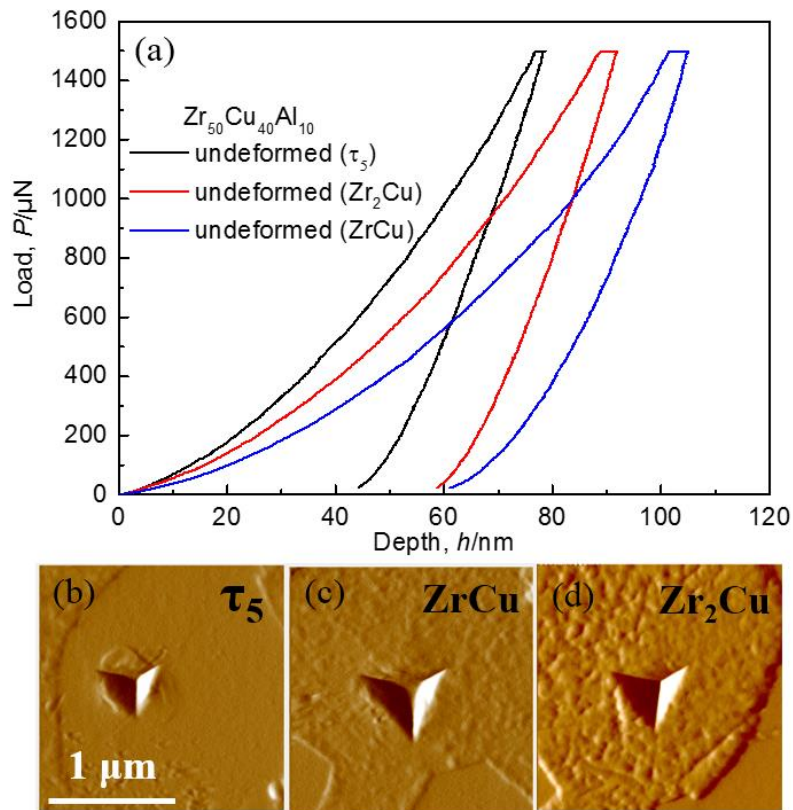 1600
(a)
1400
Zr₅₀Cu₄₀Al₁₀
1200
undeformed (τ₅)
undeformed (Zr₂Cu)
1000
undeformed (ZrCu)
800
600
400
200
0
Load, P/μN
0 20 40 60 80 100 120
Depth, h/nm
(b) τ₅
(c) ZrCu
(d) Zr₂Cu
1 μm